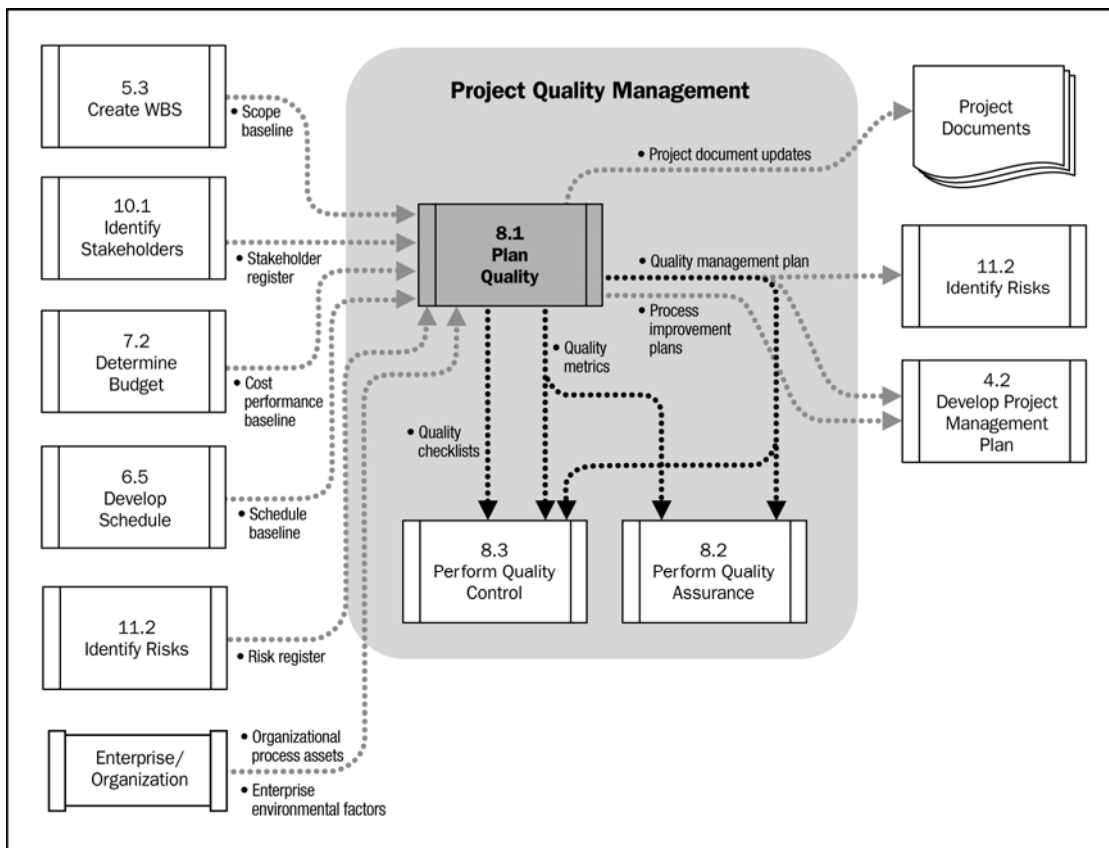 Project Quality Management
5.3
Create WBS
• Scope
baseline
10.1
Identify
Stakeholders
• Stakeholder
register
7.2
Determine
Budget
• Cost
performance
baseline
6.5
Develop
Schedule
• Schedule
baseline
11.2
Identify Risks
• Risk register
Enterprise/
Organization
• Organizational
process assets
• Enterprise
environmental factors
8.1
Plan
Quality
• Project document updates
• Quality management plan
• Process
improvement
plans
• Quality
metrics
• Quality
checklists
8.3
Perform Quality
Control
8.2
Perform Quality
Assurance
Project
Documents
11.2
Identify Risks
4.2
Develop Project
Management
Plan